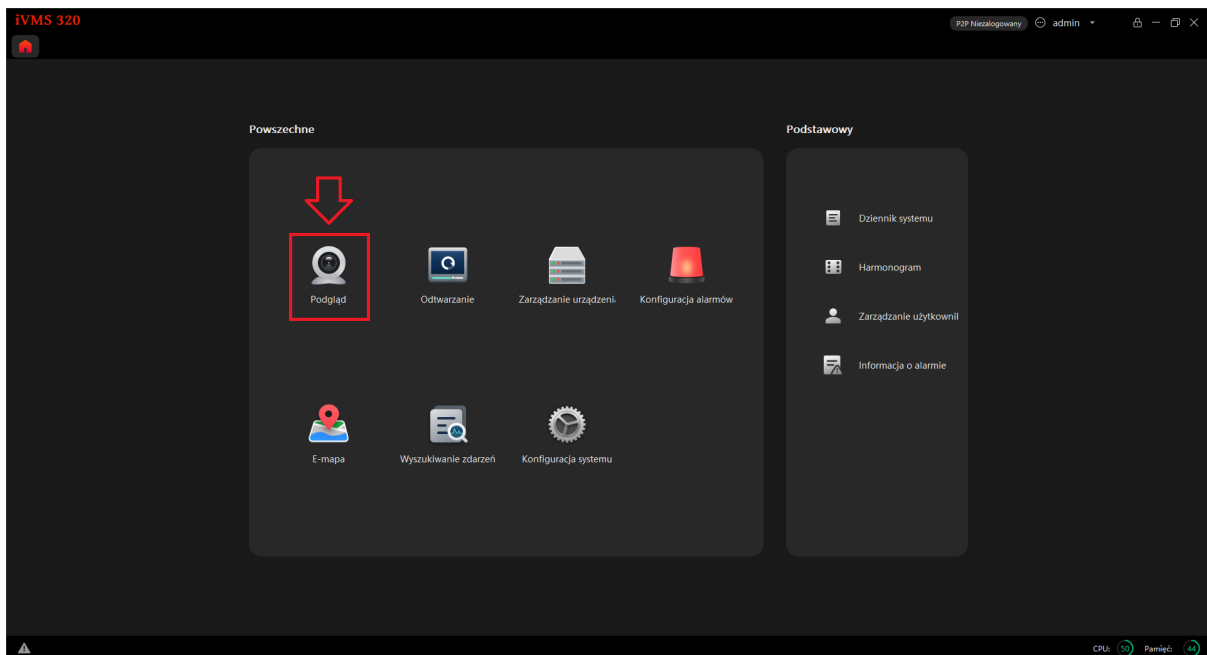 iVMS 320
P2P Niezalogowany admin
Powszechne
Podstawowy
Podgląd
Odtwarzanie
Zarządzanie urządzeni
Konfiguracja alarmów
E-mapa
Wyszukiwanie zdarzeń
Konfiguracja systemu
Dziennik systemu
Harmonogram
Zarządzanie użytkownil
Informacja o alarmie
CPU: 50 Pamięć: 44